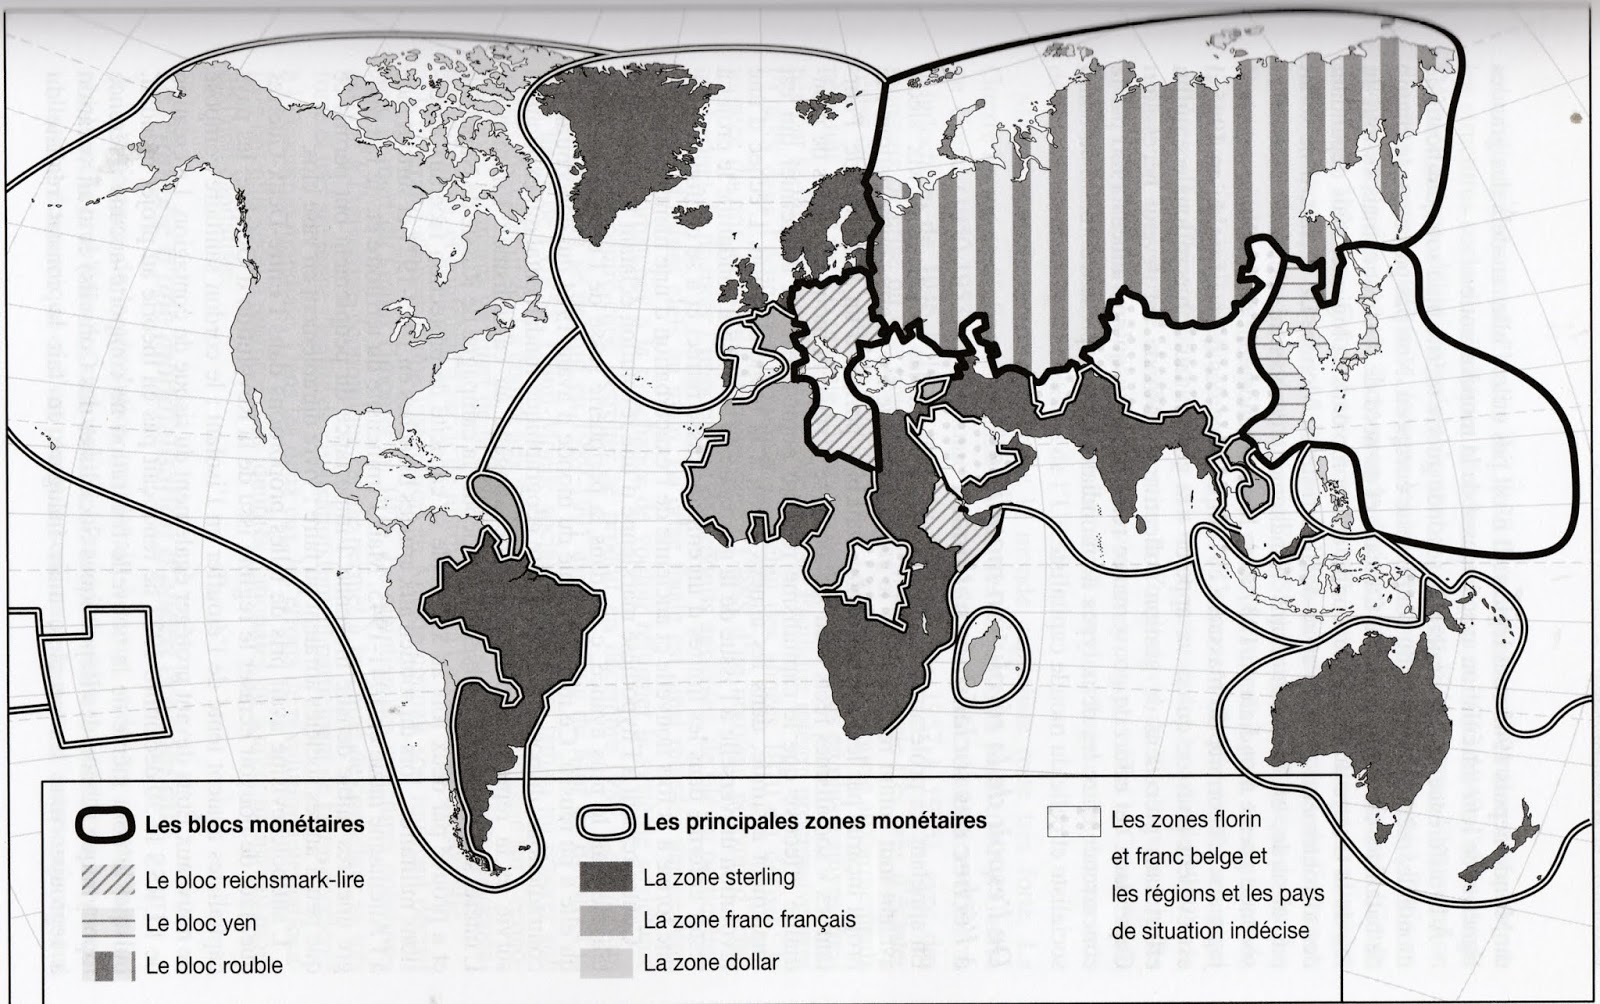 Les blocs monétaires
Le bloc reichsmark-lire
Le bloc yen
Le bloc rouble
Les principales zones monétaires
La zone sterling
La zone franc français
La zone dollar
Les zones florin
et franc belge et
les régions et les pays
de situation indécise